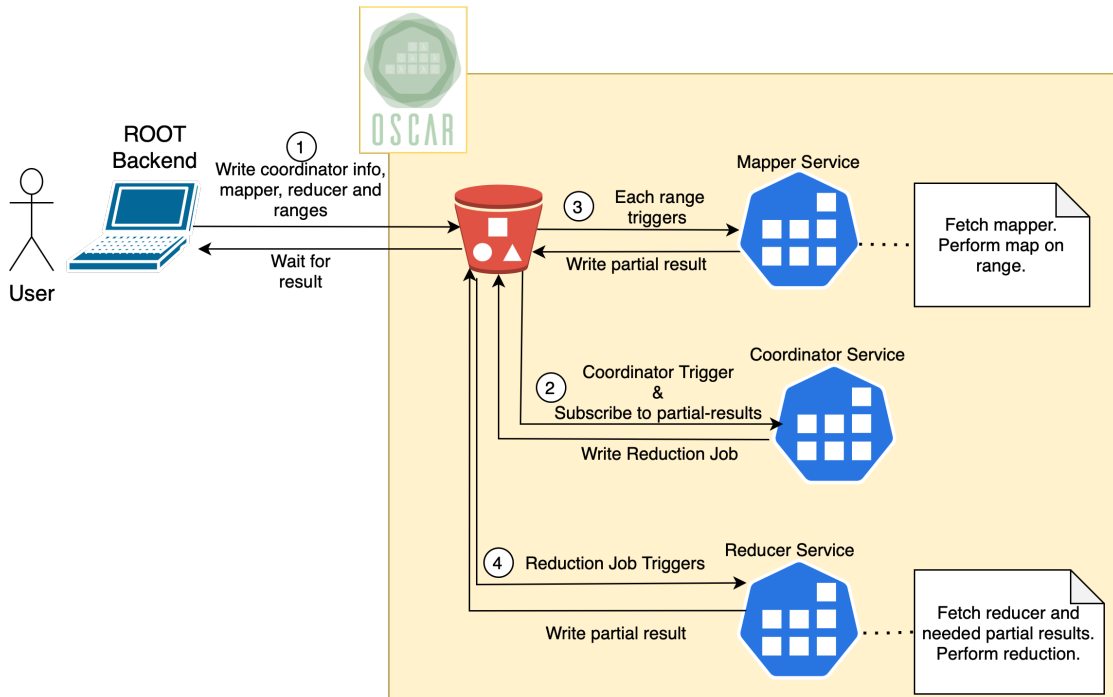 OSCAR
ROOT
Backend
User
1
Write coordinator info,
mapper, reducer and
ranges
Wait for
result
3
Each range
triggers
Write partial result
Mapper Service
Fetch mapper.
Perform map on
range.
2
Coordinator Trigger
&
Subscribe to partial-results
Write Reduction Job
Coordinator Service
4
Reduction Job Triggers
Write partial result
Reducer Service
Fetch reducer and
needed partial results.
Perform reduction.